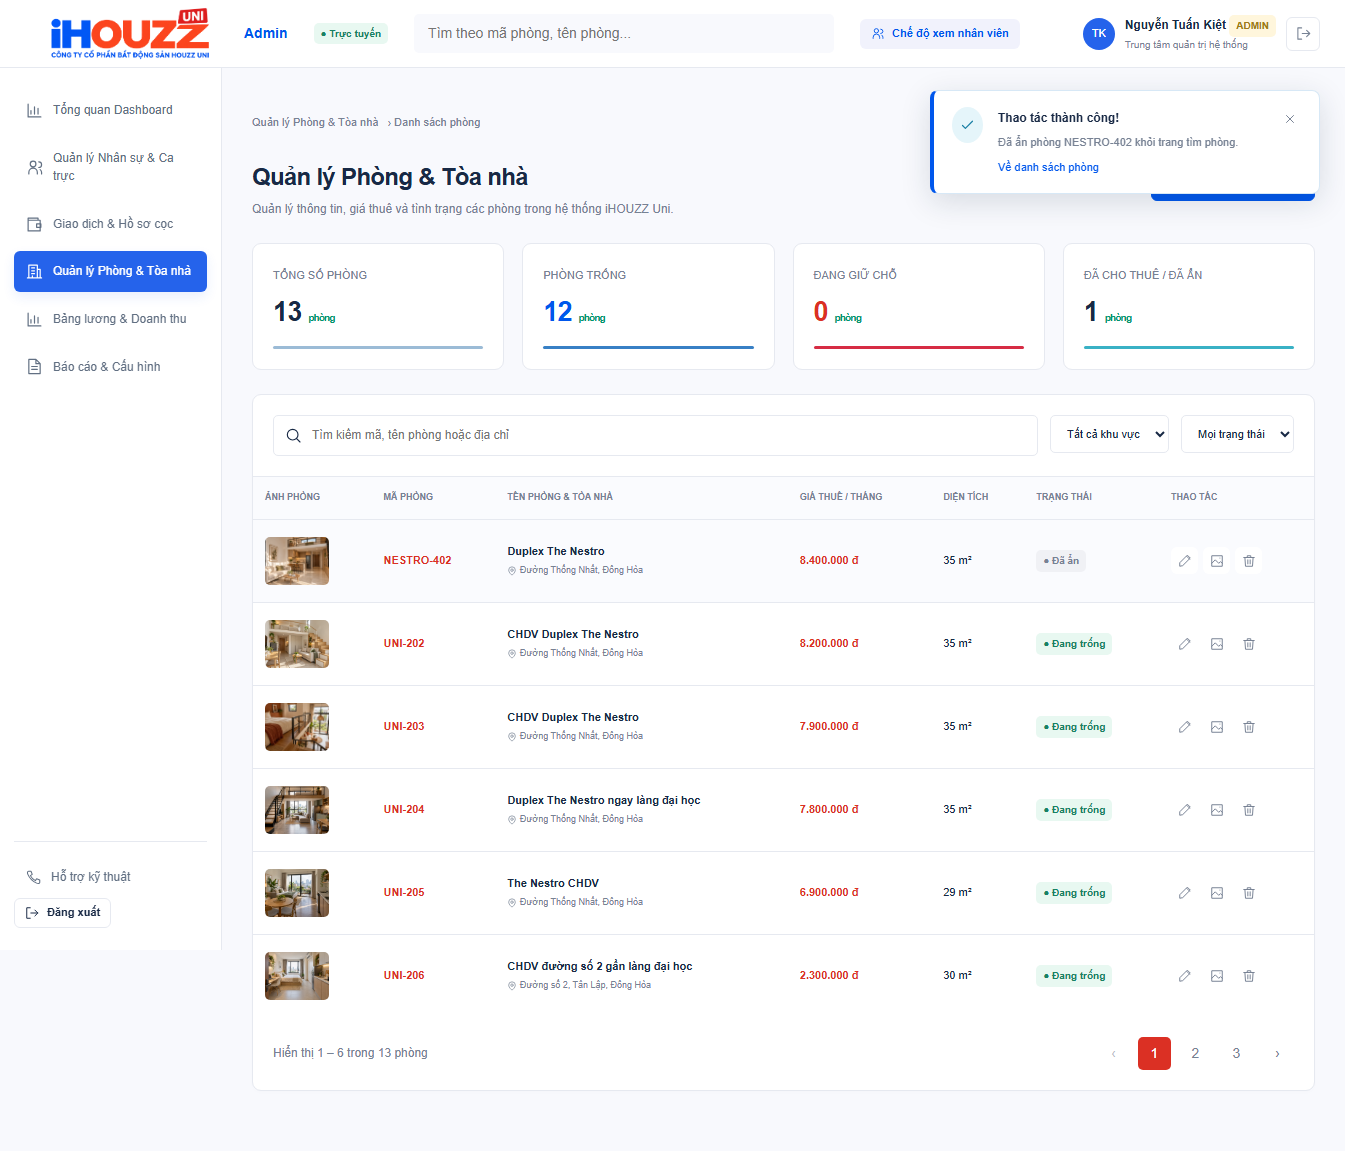 iHOUZZ UNI
CÔNG TY CỔ PHẦN BẤT ĐỘNG SẢN HOUZZ UNI
Admin
Trực tuyến
Tìm theo mã phòng, tên phòng...
Chế độ xem nhân viên
TK
Nguyễn Tuấn Kiệt ADMIN
Trung tâm quản trị hệ thống
Tổng quan Dashboard
Quản lý Nhân sự & Ca
trực
Giao dịch & Hồ sơ cọc
Quản lý Phòng & Tòa nhà
Bảng lương & Doanh thu
Báo cáo & Cấu hình
Hỗ trợ kỹ thuật
Đăng xuất
Quản lý Phòng & Tòa nhà › Danh sách phòng
Thao tác thành công!
Đã ẩn phòng NESTRO-402 khỏi trang tìm phòng.
Về danh sách phòng
Quản lý Phòng & Tòa nhà
Quản lý thông tin, giá thuê và tình trạng các phòng trong hệ thống iHOUZZ Uni.
TỔNG SỐ PHÒNG
13 phòng
PHÒNG TRỐNG
12 phòng
ĐANG GIỮ CHỖ
0 phòng
ĐÃ CHO THUÊ / ĐÃ ẨN
1 phòng
Tìm kiếm mã, tên phòng hoặc địa chỉ
Tất cả khu vực
Mọi trạng thái
ẢNH PHÒNG MÃ PHÒNG TÊN PHÒNG & TÒA NHÀ GIÁ THUÊ / THÁNG DIỆN TÍCH TRẠNG THÁI THAO TÁC
NESTRO-402 Duplex The Nestro 8.400.000 đ 35 m² Đã ẩn
Đường Thống Nhất, Đông Hòa
UNI-202 CHDV Duplex The Nestro 8.200.000 đ 35 m² Đang trống
Đường Thống Nhất, Đông Hòa
UNI-203 CHDV Duplex The Nestro 7.900.000 đ 35 m² Đang trống
Đường Thống Nhất, Đông Hòa
UNI-204 Duplex The Nestro ngay làng đại học 7.800.000 đ 35 m² Đang trống
Đường Thống Nhất, Đông Hòa
UNI-205 The Nestro CHDV 6.900.000 đ 29 m² Đang trống
Đường Thống Nhất, Đông Hòa
UNI-206 CHDV đường số 2 gần làng đại học 2.300.000 đ 30 m² Đang trống
Đường số 2, Tân Lập, Đông Hòa
Hiển thị 1 – 6 trong 13 phòng
‹ 1 2 3 ›